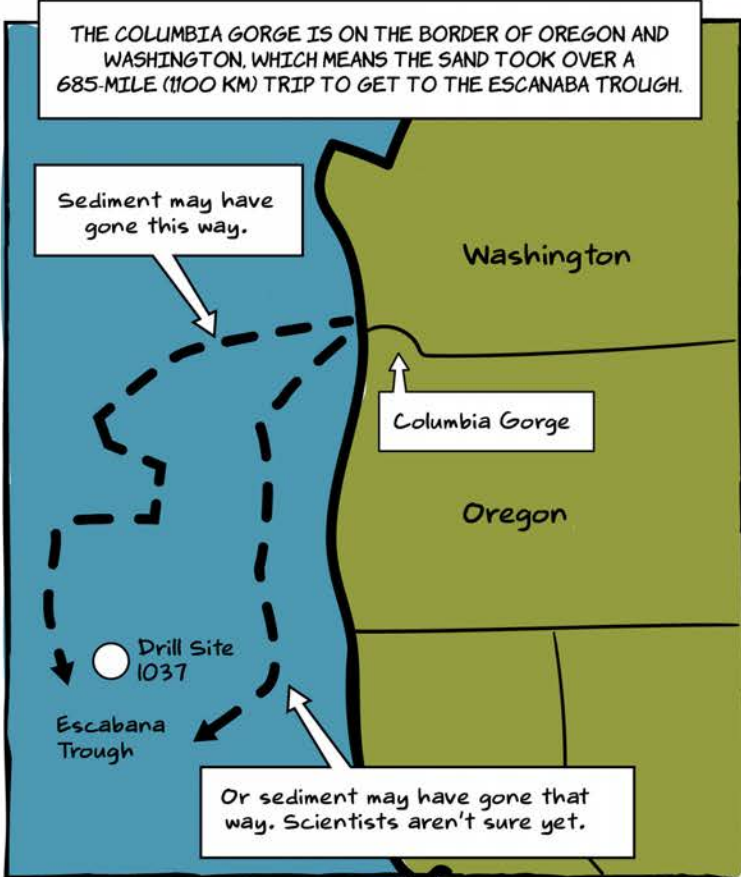 THE COLUMBIA GORGE IS ON THE BORDER OF OREGON AND
WASHINGTON, WHICH MEANS THE SAND TOOK OVER A
685-MILE (1100 KM) TRIP TO GET TO THE ESCANABA TROUGH.
Sediment may have
gone this way.
Washington
Columbia Gorge
Oregon
Drill Site
1037
Escabana
Trough
Or sediment may have gone that
way. Scientists aren't sure yet.